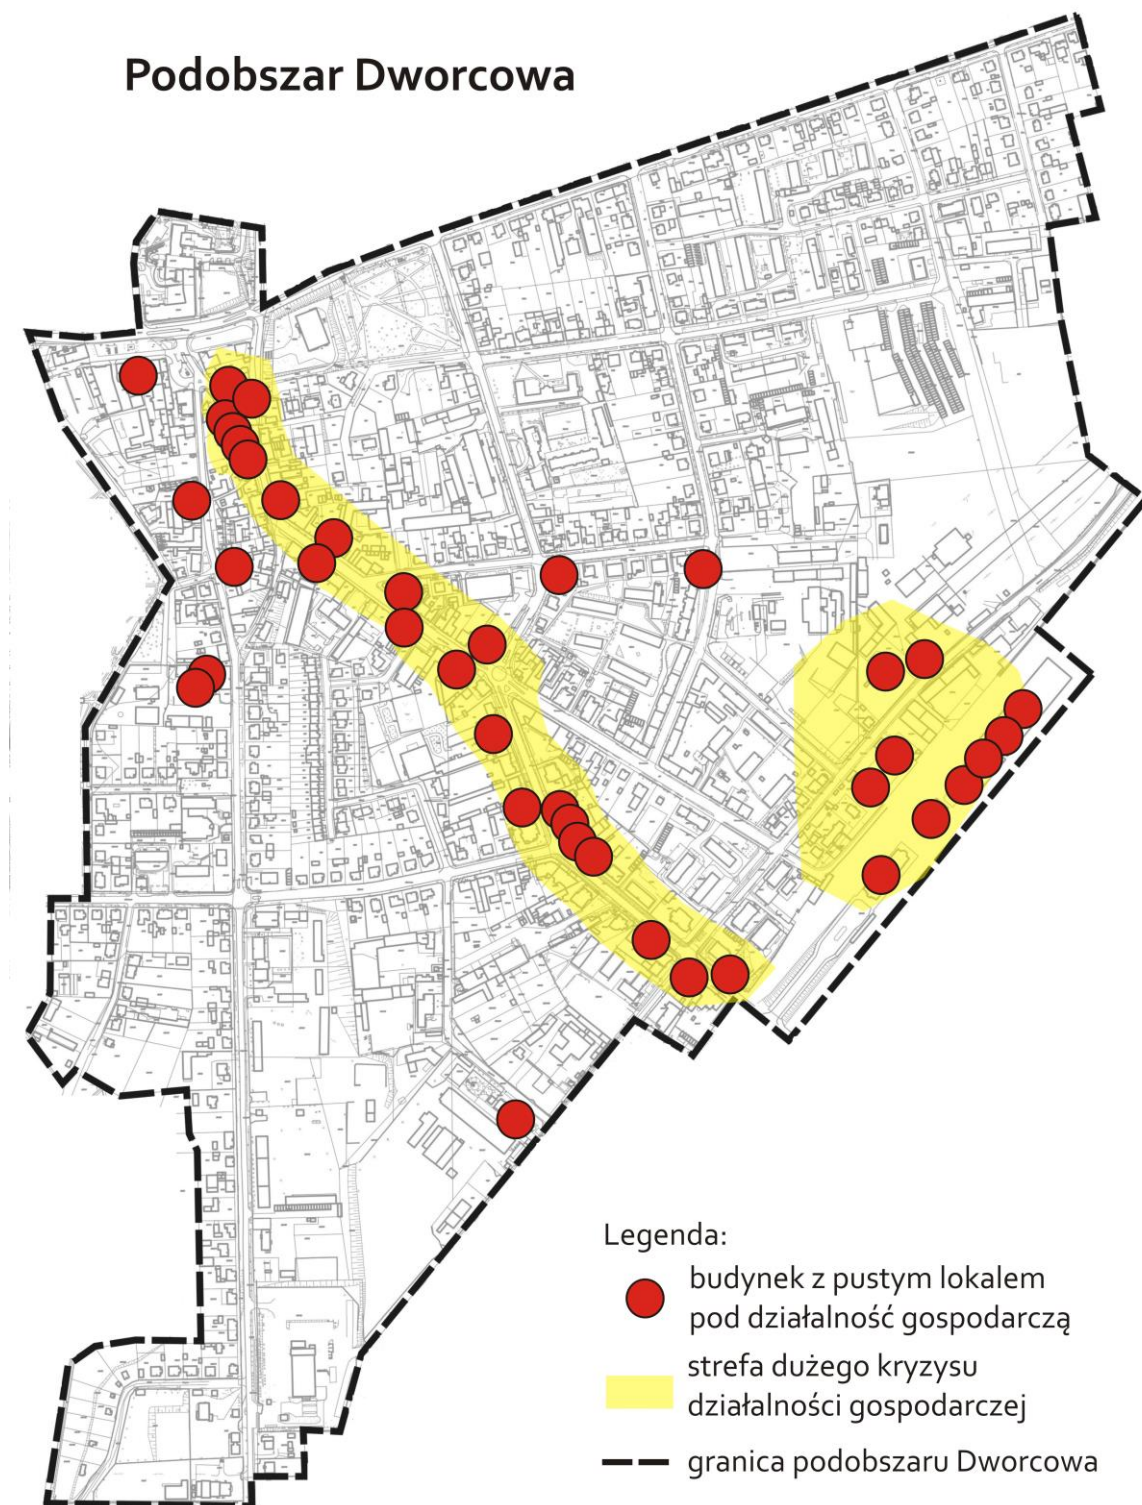 Podobszar Dworcowa
Legenda:
budynek z pustym lokalem
pod działalność gospodarczą
strefa dużego kryzysu
działalności gospodarczej
granica podobszaru Dworcowa